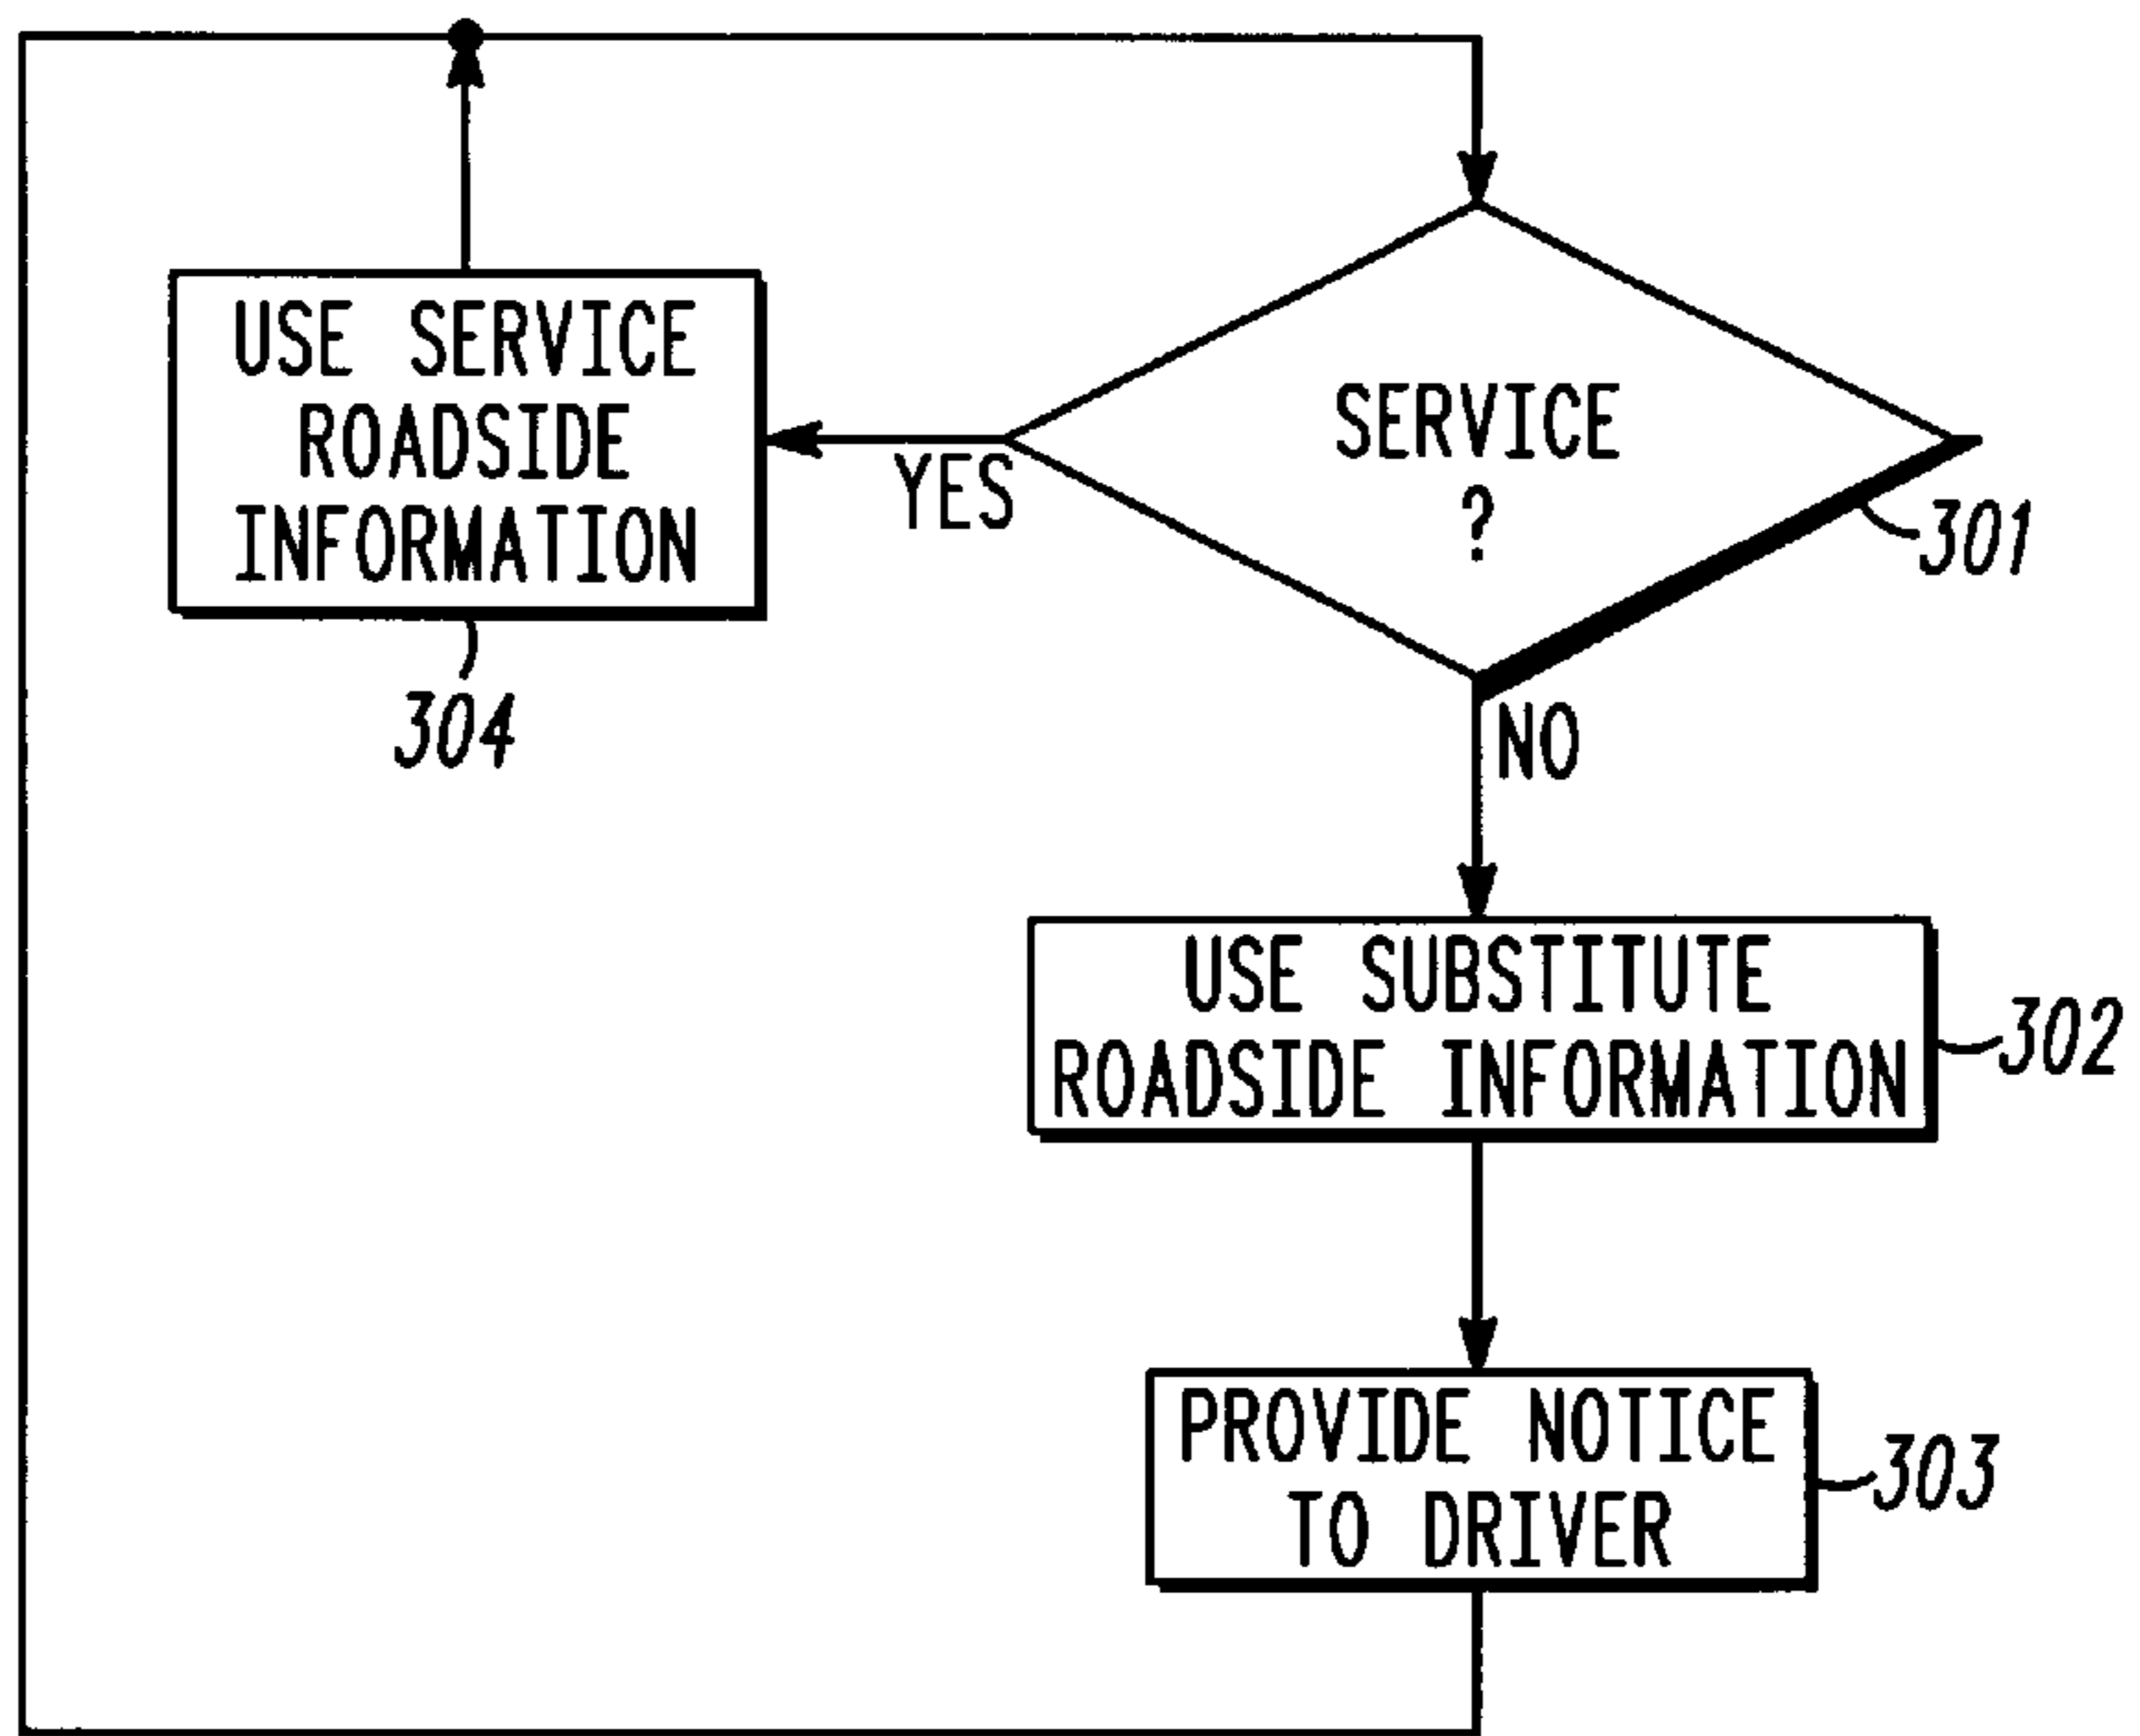 USE SERVICE
ROADSIDE
INFORMATION
304
SERVICE
?
301
YES
NO
USE SUBSTITUTE
ROADSIDE INFORMATION
302
PROVIDE NOTICE
TO DRIVER
303